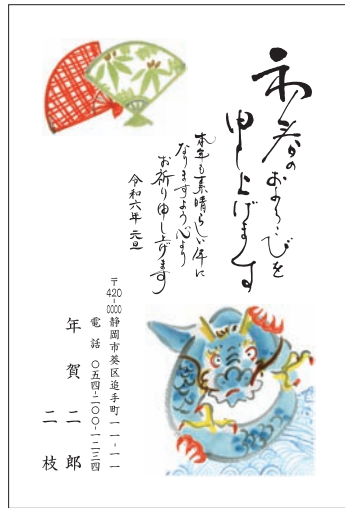 初春のおよろこびを
申し上げます
本年も素晴らしい年に
なりますよう心より
お祈り申し上げます
令和六年 元旦
〒420-0000
静岡市葵区追手町一一-一一
電話 〇五四-二〇〇-一二三四
年賀二郎
二枝